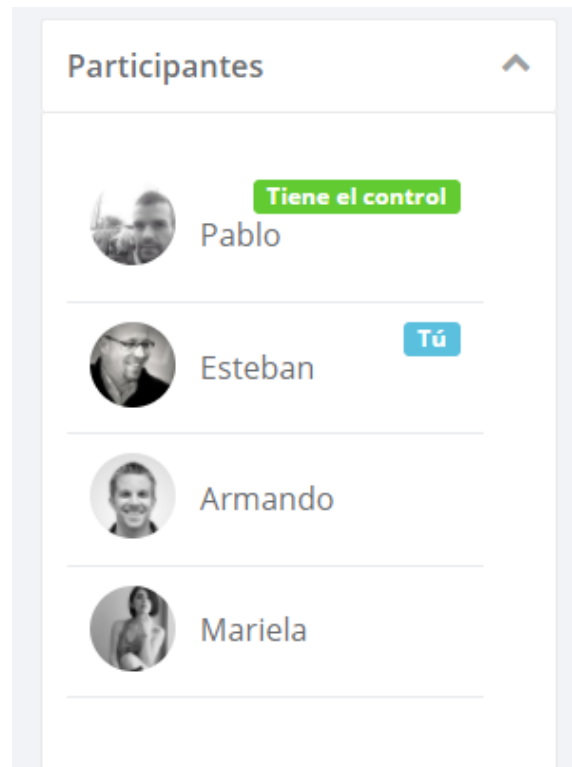 Participantes
Tiene el control
Pablo
Tú
Esteban
Armando
Mariela